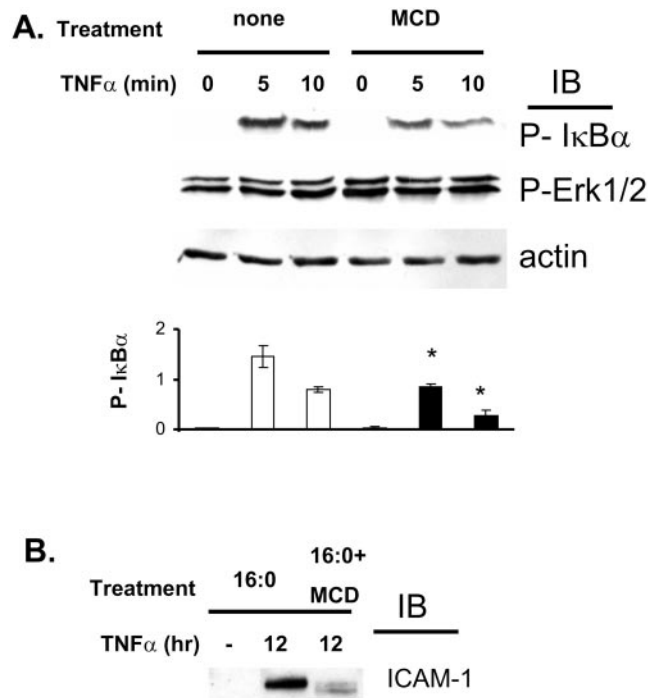 A. Treatment none MCD
TNFα (min) 0 5 10 0 5 10 IB
P- IκBα
P-Erk1/2
actin
P- IκBα
2
1
0
* *
B.
Treatment 16:0 16:0+
MCD
IB
TNFα (hr) - 12 12
ICAM-1